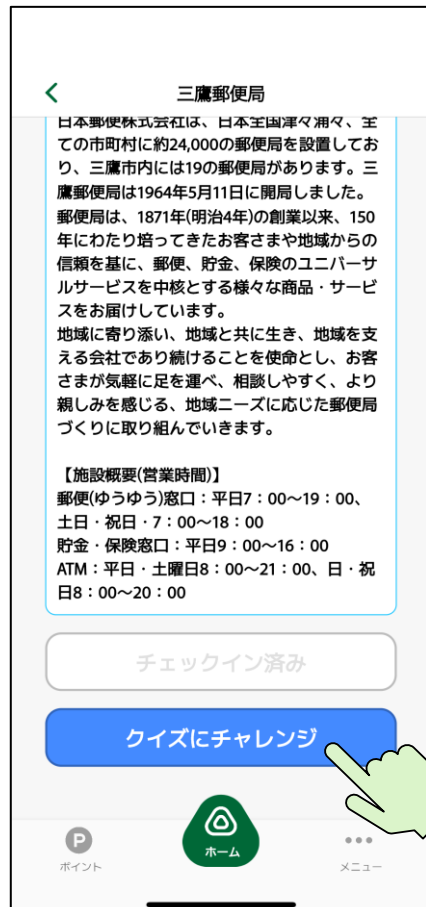 三鷹郵便局
日本郵便株式会社は、日本全国津々浦々、全
ての市町村に約24,000の郵便局を設置してお
り、三鷹市内には19の郵便局があります。三
鷹郵便局は1964年5月11日に開局しました。
郵便局は、1871年(明治4年)の創業以来、150
年にわたり培ってきたお客さまや地域からの
信頼を基に、郵便、貯金、保険のユニバーサ
ルサービスを中核とする様々な商品・サービ
スをお届けしています。
地域に寄り添い、地域と共に生き、地域を支
える会社であり続けることを使命とし、お客
さまが気軽に足を運べ、相談しやすく、より
親しみを感じる、地域ニーズに応じた郵便局
づくりに取り組んでいきます。
【施設概要(営業時間)】
郵便(ゆうゆう)窓口：平日7：00〜19：00、
土日・祝日・7：00〜18：00
貯金・保険窓口：平日9：00〜16：00
ATM：平日・土曜日8：00〜21：00、日・祝
日8：00〜20：00
チェックイン済み
クイズにチャレンジ
P
ポイント
ホーム
メニュー